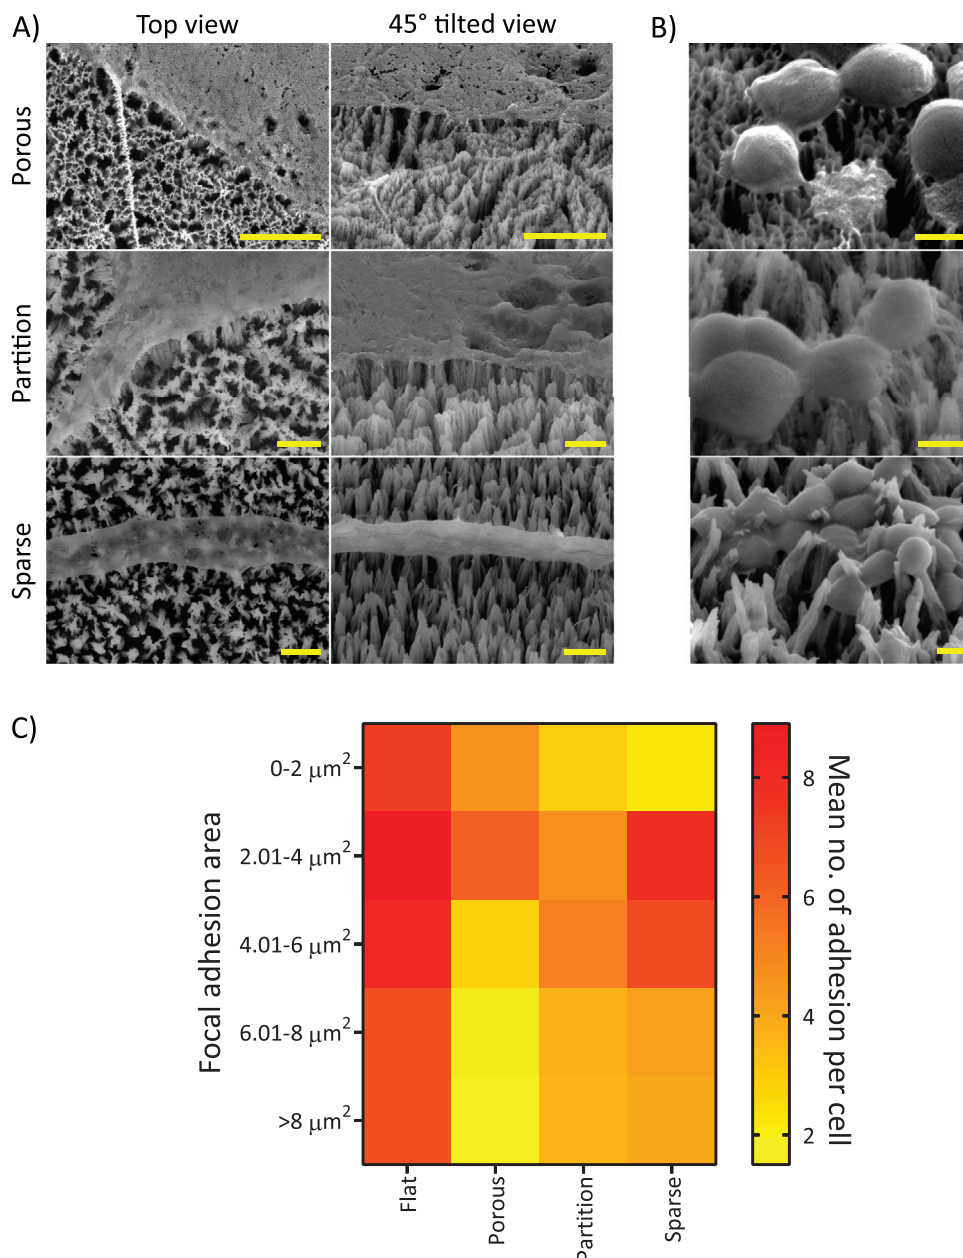 A)
Top view
45° tilted view
B)
Porous
Partition
Sparse
C)
Focal adhesion area
0-2 μm²
2.01-4 μm²
4.01-6 μm²
6.01-8 μm²
>8 μm²
Flat
Porous
Partition
Sparse
8
6
4
2
Mean no. of adhesion per cell